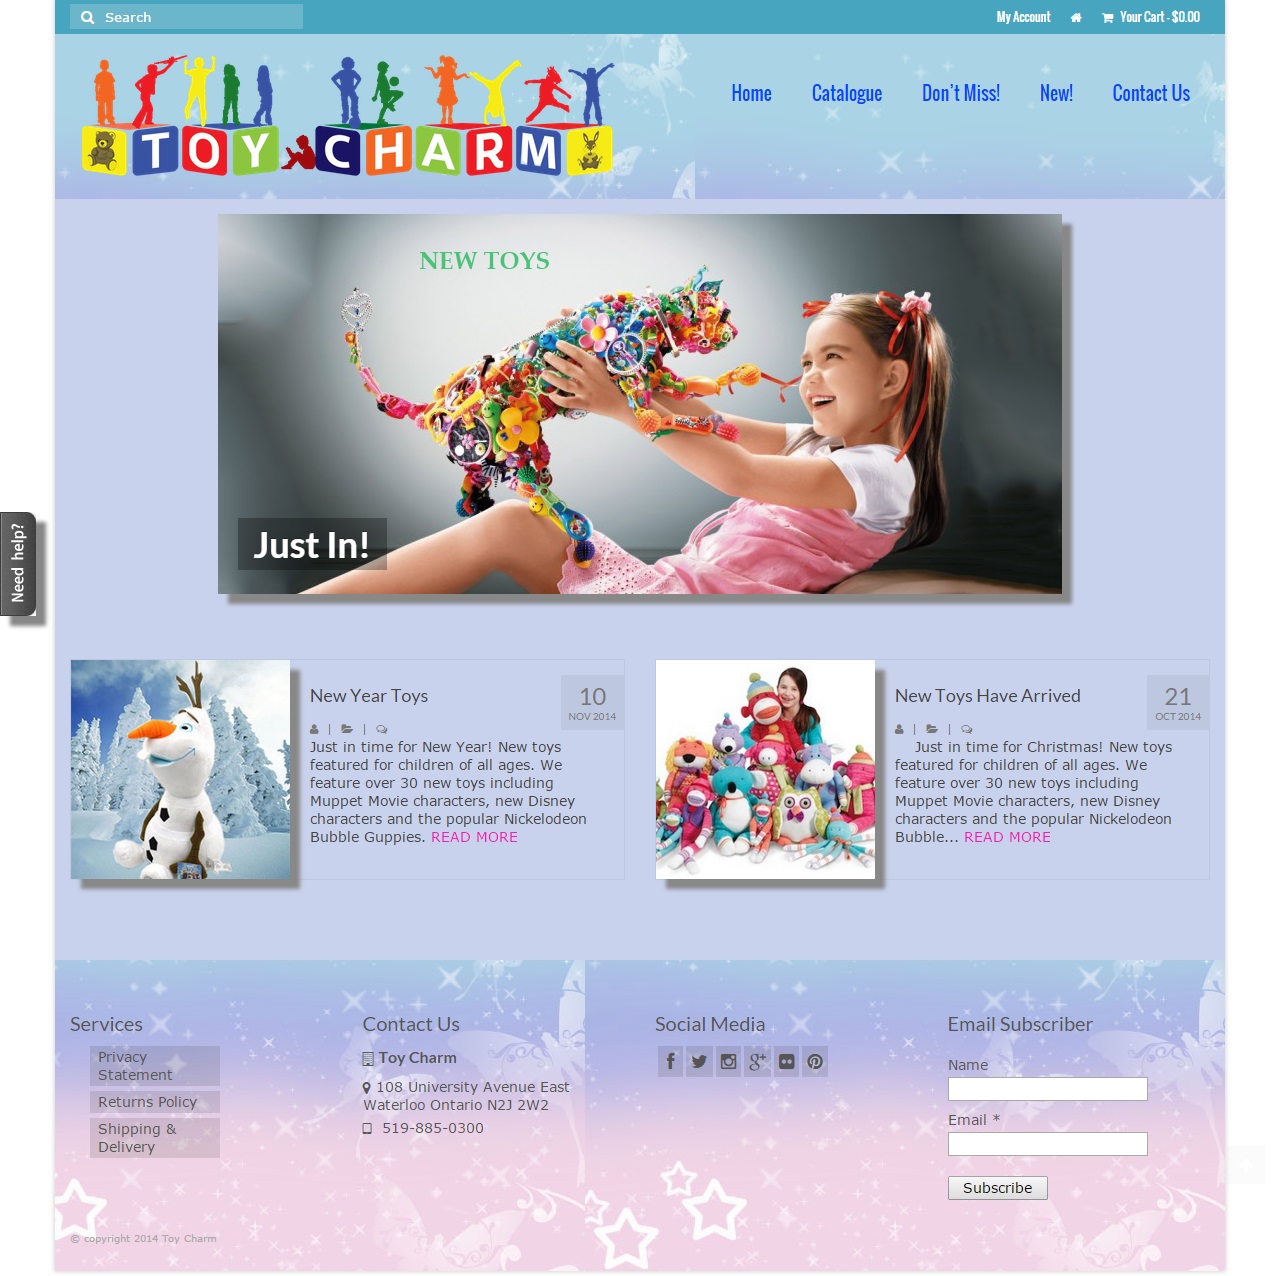 Search
My Account
Your Cart - $0.00
TOY CHARM
Home
Catalogue
Don't Miss!
New!
Contact Us
NEW TOYS
Just In!
Need help?
New Year Toys
10
NOV 2014
Just in time for New Year! New toys
featured for children of all ages. We
feature over 30 new toys including
Muppet Movie characters, new Disney
characters and the popular Nickelodeon
Bubble Guppies. READ MORE
New Toys Have Arrived
21
OCT 2014
Just in time for Christmas! New toys
featured for children of all ages. We
feature over 30 new toys including
Muppet Movie characters, new Disney
characters and the popular Nickelodeon
Bubble... READ MORE
Services
Privacy
Statement
Returns Policy
Shipping &
Delivery
Contact Us
Toy Charm
108 University Avenue East
Waterloo Ontario N2J 2W2
519-885-0300
Social Media
Email Subscriber
Name
Email *
Subscribe
© copyright 2014 Toy Charm